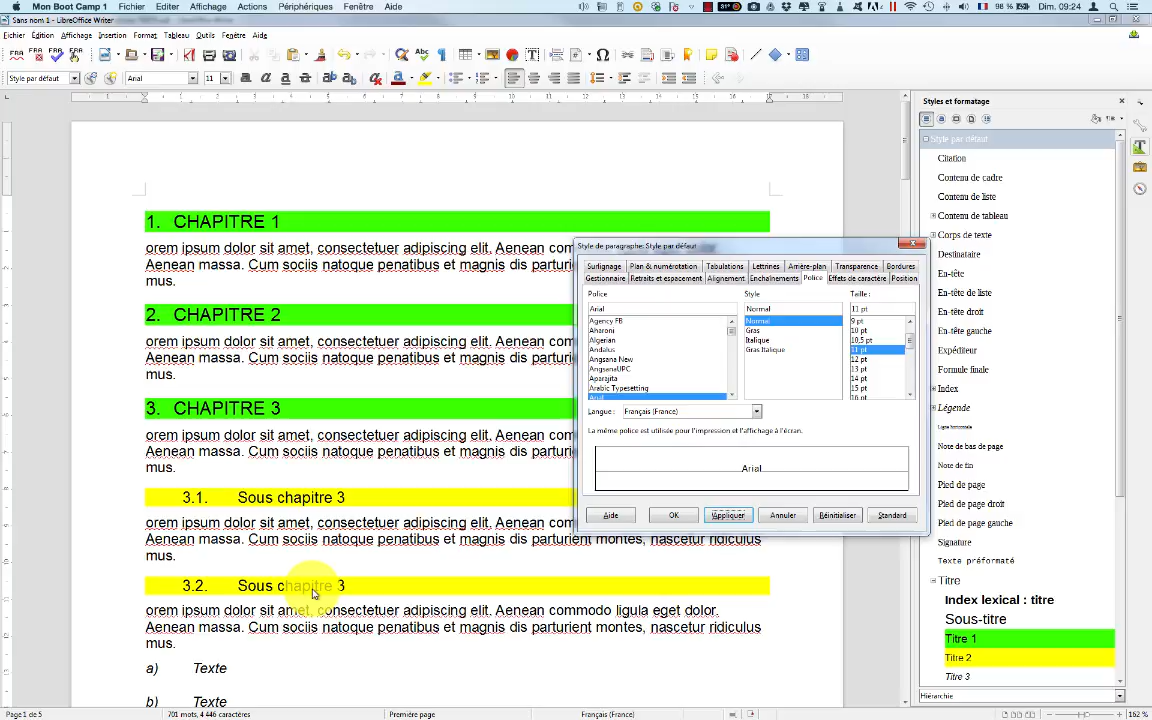 Mon Boot Camp 1 Fichier Editer Affichage Actions Périphériques Fenêtre Aide 98 % Dim. 09:24
Sans nom 1 - LibreOffice Writer
Fichier Édition Affichage Insertion Format Tableau Outils Fenêtre Aide
Style par défaut Arial 11
1. CHAPITRE 1
orem ipsum dolor sit amet, consectetuer adipiscing elit. Aenean com
Aenean massa. Cum sociis natoque penatibus et magnis dis parturien
mus.
2. CHAPITRE 2
orem ipsum dolor sit amet, consectetuer adipiscing elit. Aenean com
Aenean massa. Cum sociis natoque penatibus et magnis dis parturien
mus.
3. CHAPITRE 3
orem ipsum dolor sit amet, consectetuer adipiscing elit. Aenean com
Aenean massa. Cum sociis natoque penatibus et magnis dis parturien
mus.
3.1. Sous chapitre 3
orem ipsum dolor sit amet, consectetuer adipiscing elit. Aenean com
Aenean massa. Cum sociis natoque penatibus et magnis dis parturient montes, nascetur ridiculus
mus.
3.2. Sous chapitre 3
orem ipsum dolor sit amet, consectetuer adipiscing elit. Aenean commodo ligula eget dolor.
Aenean massa. Cum sociis natoque penatibus et magnis dis parturient montes, nascetur ridiculus
mus.
a) Texte
b) Texte
Style de paragraphe: Style par défaut
Surlignage Plan & numérotation Tabulations Lettrines Arrière-plan Transparence Bordures
Gestionnaire Retraits et espacement Alignement Enchaînements Police Effets de caractère Position
Police Style Taille :
Arial Normal 11 pt
Agency FB Normal 9 pt
Aharoni Gras 10 pt
Algerian Italique 10,5 pt
Andalus Gras Italique 11 pt
Angsana New 12 pt
AngsanaUPC 13 pt
Aparajita 14 pt
Arabic Typesetting 15 pt
Arial 16 pt
Langue : Français (France)
La même police est utilisée pour l'impression et l'affichage à l'écran.
Arial
Aide OK Appliquer Annuler Réinitialiser Standard
Styles et formatage
Style par défaut
Citation
Contenu de cadre
Contenu de liste
Contenu de tableau
Corps de texte
Destinataire
En-tête
En-tête de liste
En-tête droit
En-tête gauche
Expéditeur
Formule finale
Index
Légende
Ligne horizontale
Note de bas de page
Note de fin
Pied de page
Pied de page droit
Pied de page gauche
Signature
Texte préformaté
Titre
Index lexical : titre
Sous-titre
Titre 1
Titre 2
Titre 3
Hiérarchie
Page 1 de 5 701 mots, 4 446 caractères Première page Français (France) 162 %